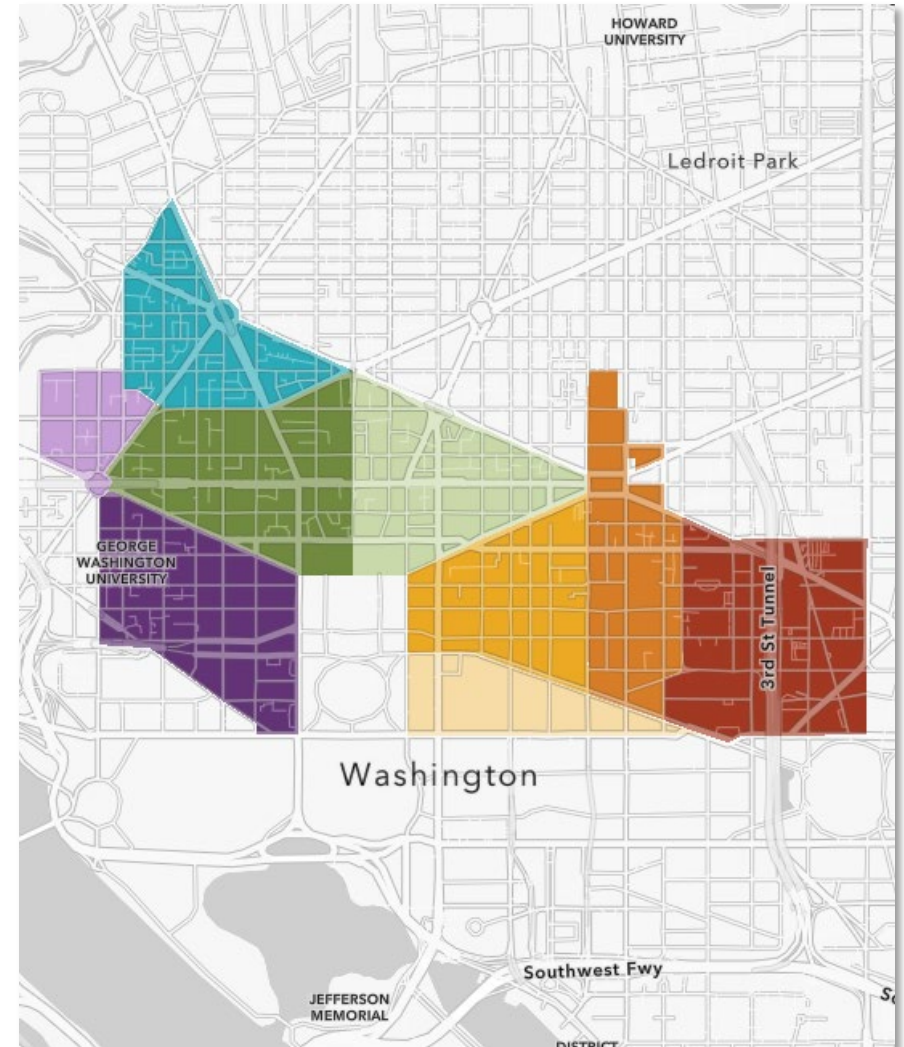 HOWARD
UNIVERSITY
Ledroit Park
GEORGE
WASHINGTON
UNIVERSITY
3rd St Tunnel
Washington
Southwest Fwy
JEFFERSON
MEMORIAL